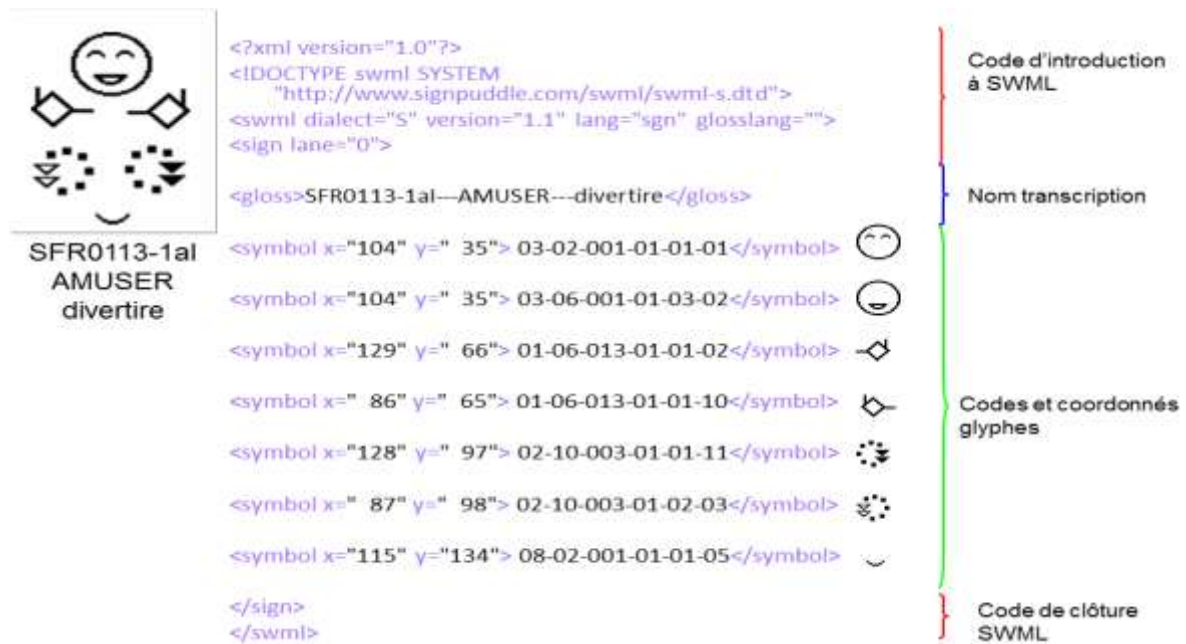 <?xml version="1.0"?>
<!DOCTYPE swml SYSTEM
"http://www.signpuddle.com/swml/swml-s.dtd">
<swml dialect="S" version="1.1" lang="sgn" glosslang="">
<sign lane="0">
Code d'introduction
à SWML
<gloss>SFR0113-1al---AMUSER---divertire</gloss>
Nom transcription
SFR0113-1al
AMUSER
divertire
<symbol x="104" y=" 35"> 03-02-001-01-01-01</symbol>
<symbol x="104" y=" 35"> 03-06-001-01-03-02</symbol>
<symbol x="129" y=" 66"> 01-06-013-01-01-02</symbol>
<symbol x=" 86" y=" 65"> 01-06-013-01-01-10</symbol>
<symbol x="128" y=" 97"> 02-10-003-01-01-11</symbol>
<symbol x=" 87" y=" 98"> 02-10-003-01-02-03</symbol>
<symbol x="115" y="134"> 08-02-001-01-01-05</symbol>
Codes et coordonnés
glyphes
</sign>
</swml>
Code de clôture
SWML